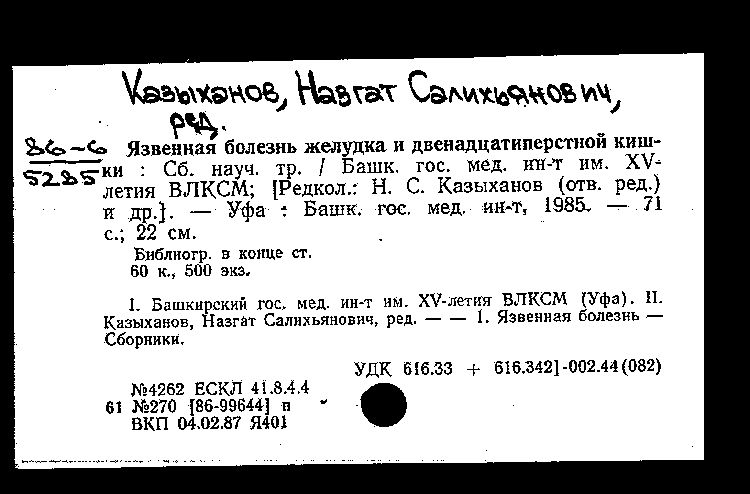 Казыханов, Назгат Салихьянович,
ред.
86-6
5285
Язвенная болезнь желудка и двенадцатиперстной киш-
ки : Сб. науч. тр. / Башк. гос. мед. ин-т им. XV-
летия ВЛКСМ; [Редкол.: Н. С. Казыханов (отв. ред.)
и др.]. — Уфа : Башк. гос. мед. ин-т, 1985. — 71
с.; 22 см.
Библиогр. в конце ст.
60 к., 500 экз.
I. Башкирский гос. мед. ин-т им. XV-летия ВЛКСМ (Уфа). II.
Казыханов, Назгат Салихьянович, ред. — — 1. Язвенная болезнь —
Сборники.
УДК 616.33 + 616.342]-002.44(082)
№4262 ЕСКЛ 41.8.4.4
61 №270 [86-99644] п
ВКП 04.02.87 Я401